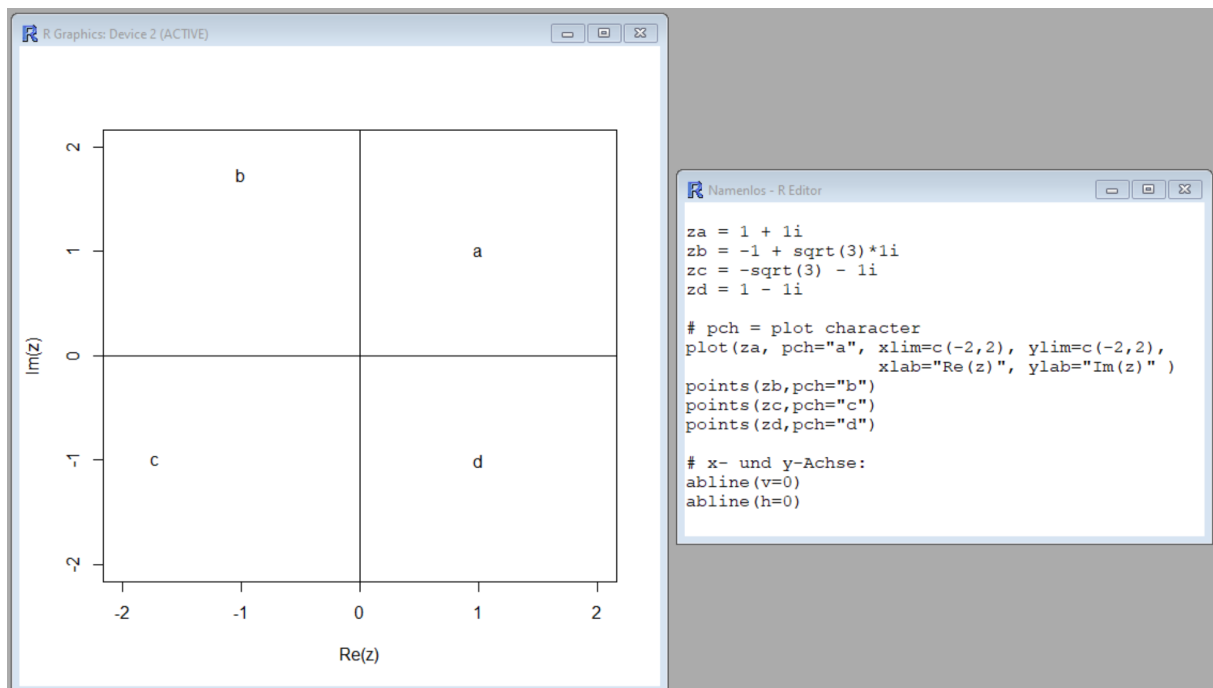 R Graphics: Device 2 (ACTIVE)
2
b
1
a
Im(z)
0
-1
c
d
-2
-2 -1 0 1 2
Re(z)
Namenlos - R Editor
za = 1 + 1i
zb = -1 + sqrt(3)*1i
zc = -sqrt(3) - 1i
zd = 1 - 1i
# pch = plot character
plot(za, pch="a", xlim=c(-2,2), ylim=c(-2,2),
xlab="Re(z)", ylab="Im(z)" )
points(zb,pch="b")
points(zc,pch="c")
points(zd,pch="d")
# x- und y-Achse:
abline(v=0)
abline(h=0)